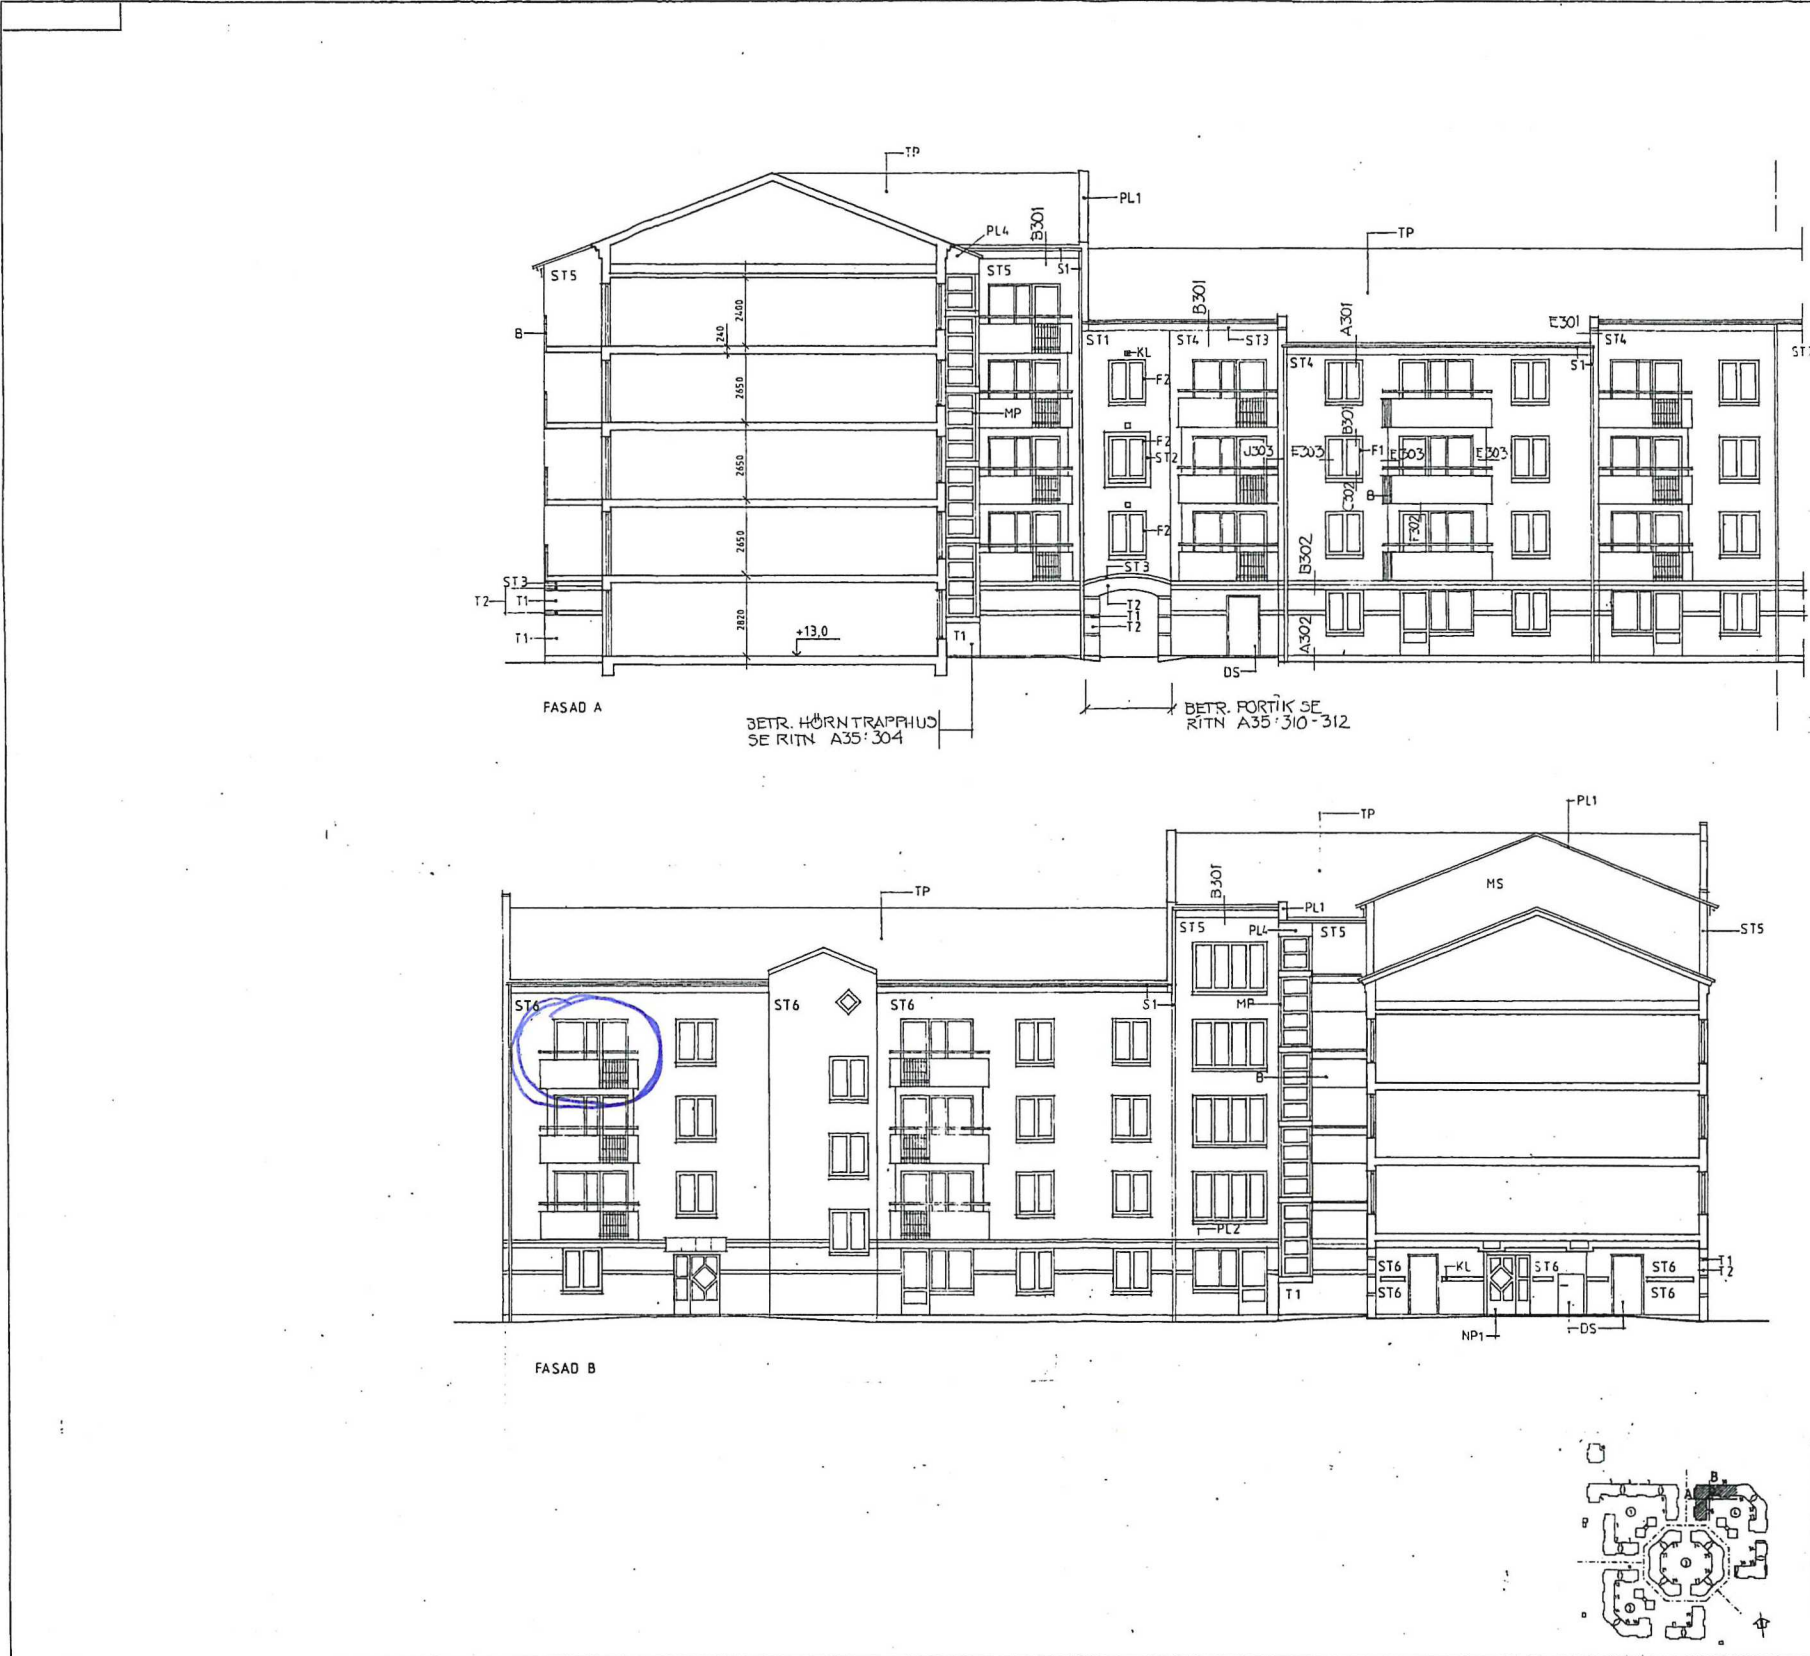 TP
PL1
PL4
B301
TP
ST5
ST5
S1
B301
A301
E301
B
2400
240
ST1
ST4
ST3
ST4
S1
ST4
KL
F2
2650
MP
B301
F2
ST2
J303
E303
F1
E303
E303
2650
C302
B
F2
F302
2650
B302
ST3
ST3
T2
T1
T2
T1
T2
2820
+13,0
T1
T1
A302
DS
FASAD A
BETR. HÖRNTRAPPHUS
SE RITN A35:304
BETR. PORTIK SE
RITN A35:310-312
PL1
TP
B301
MS
TP
PL1
ST5
PL4
ST5
ST5
ST6
ST6
ST6
S1
MP
B
PL2
ST6
KL
ST6
ST6
T1
T2
ST6
ST6
T1
NP1
DS
FASAD B
B
A